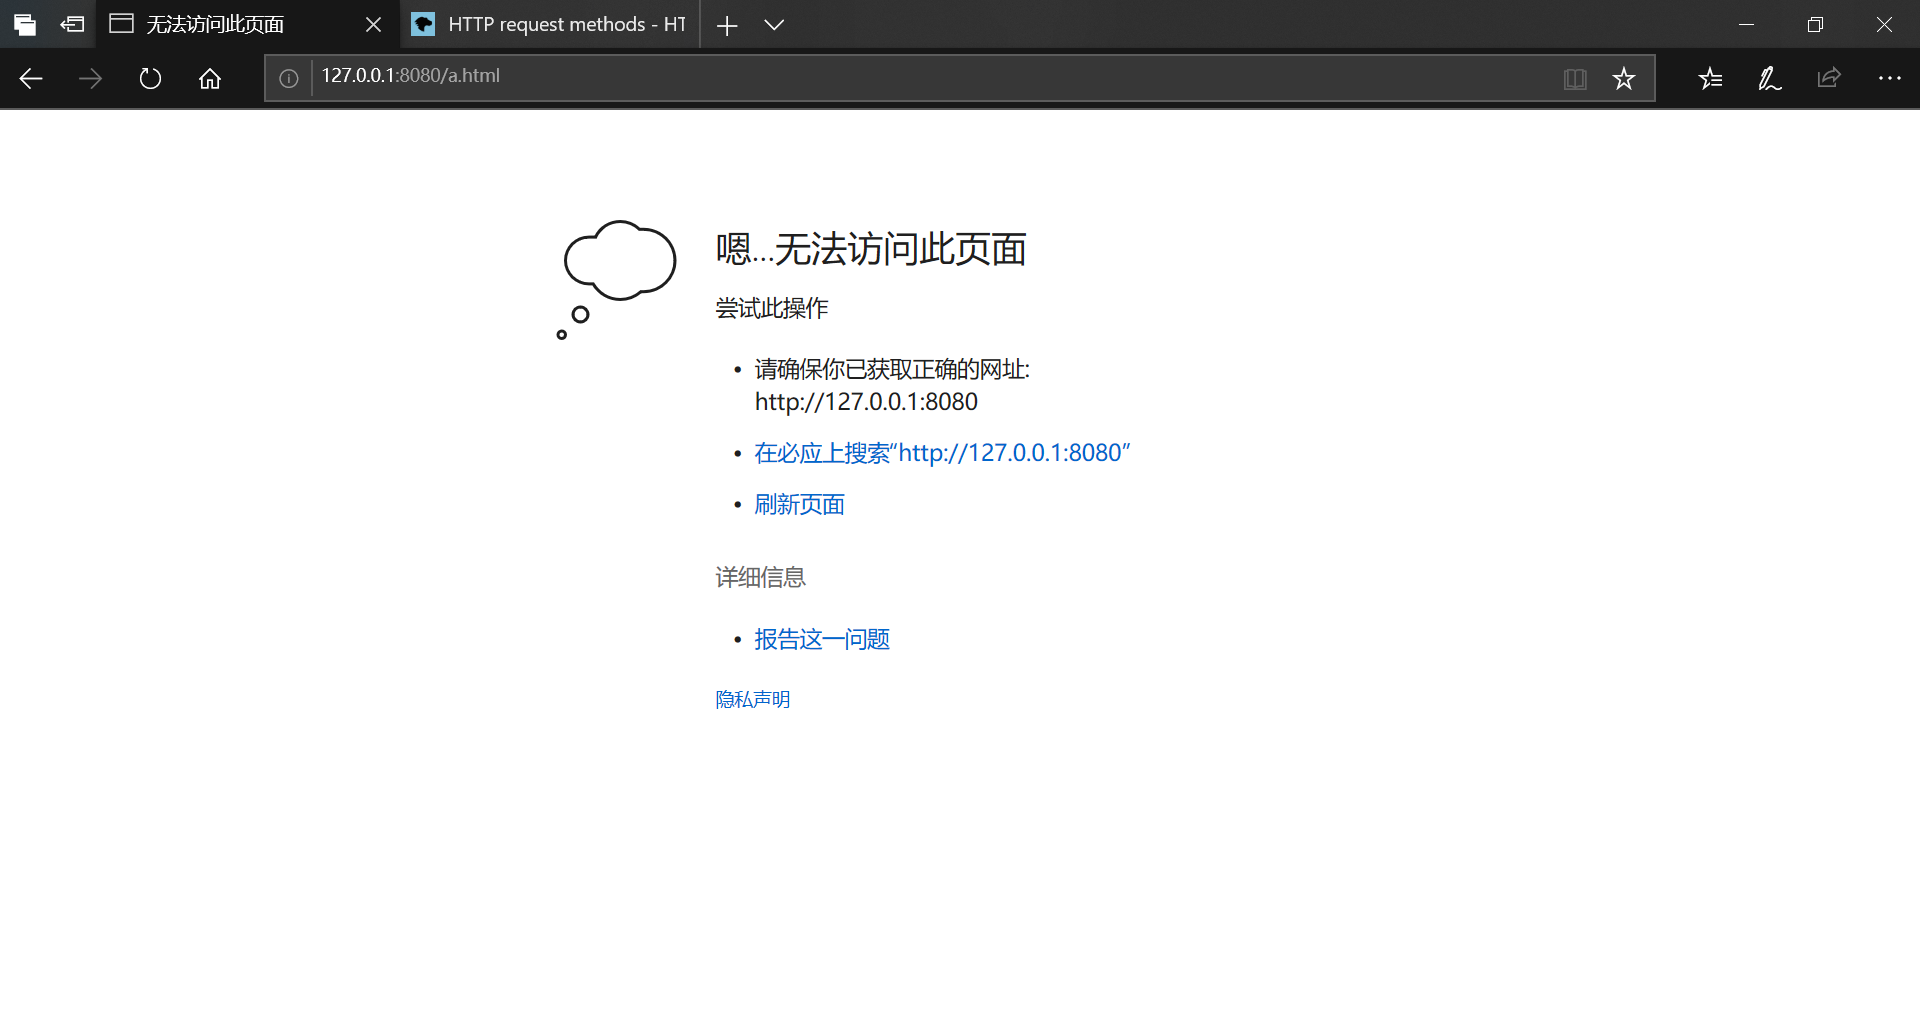 无法访问此页面
HTTP request methods - HT
127.0.0.1:8080/a.html
嗯...无法访问此页面
尝试此操作
• 请确保你已获取正确的网址:
http://127.0.0.1:8080
• 在必应上搜索“http://127.0.0.1:8080”
• 刷新页面
详细信息
• 报告这一问题
隐私声明